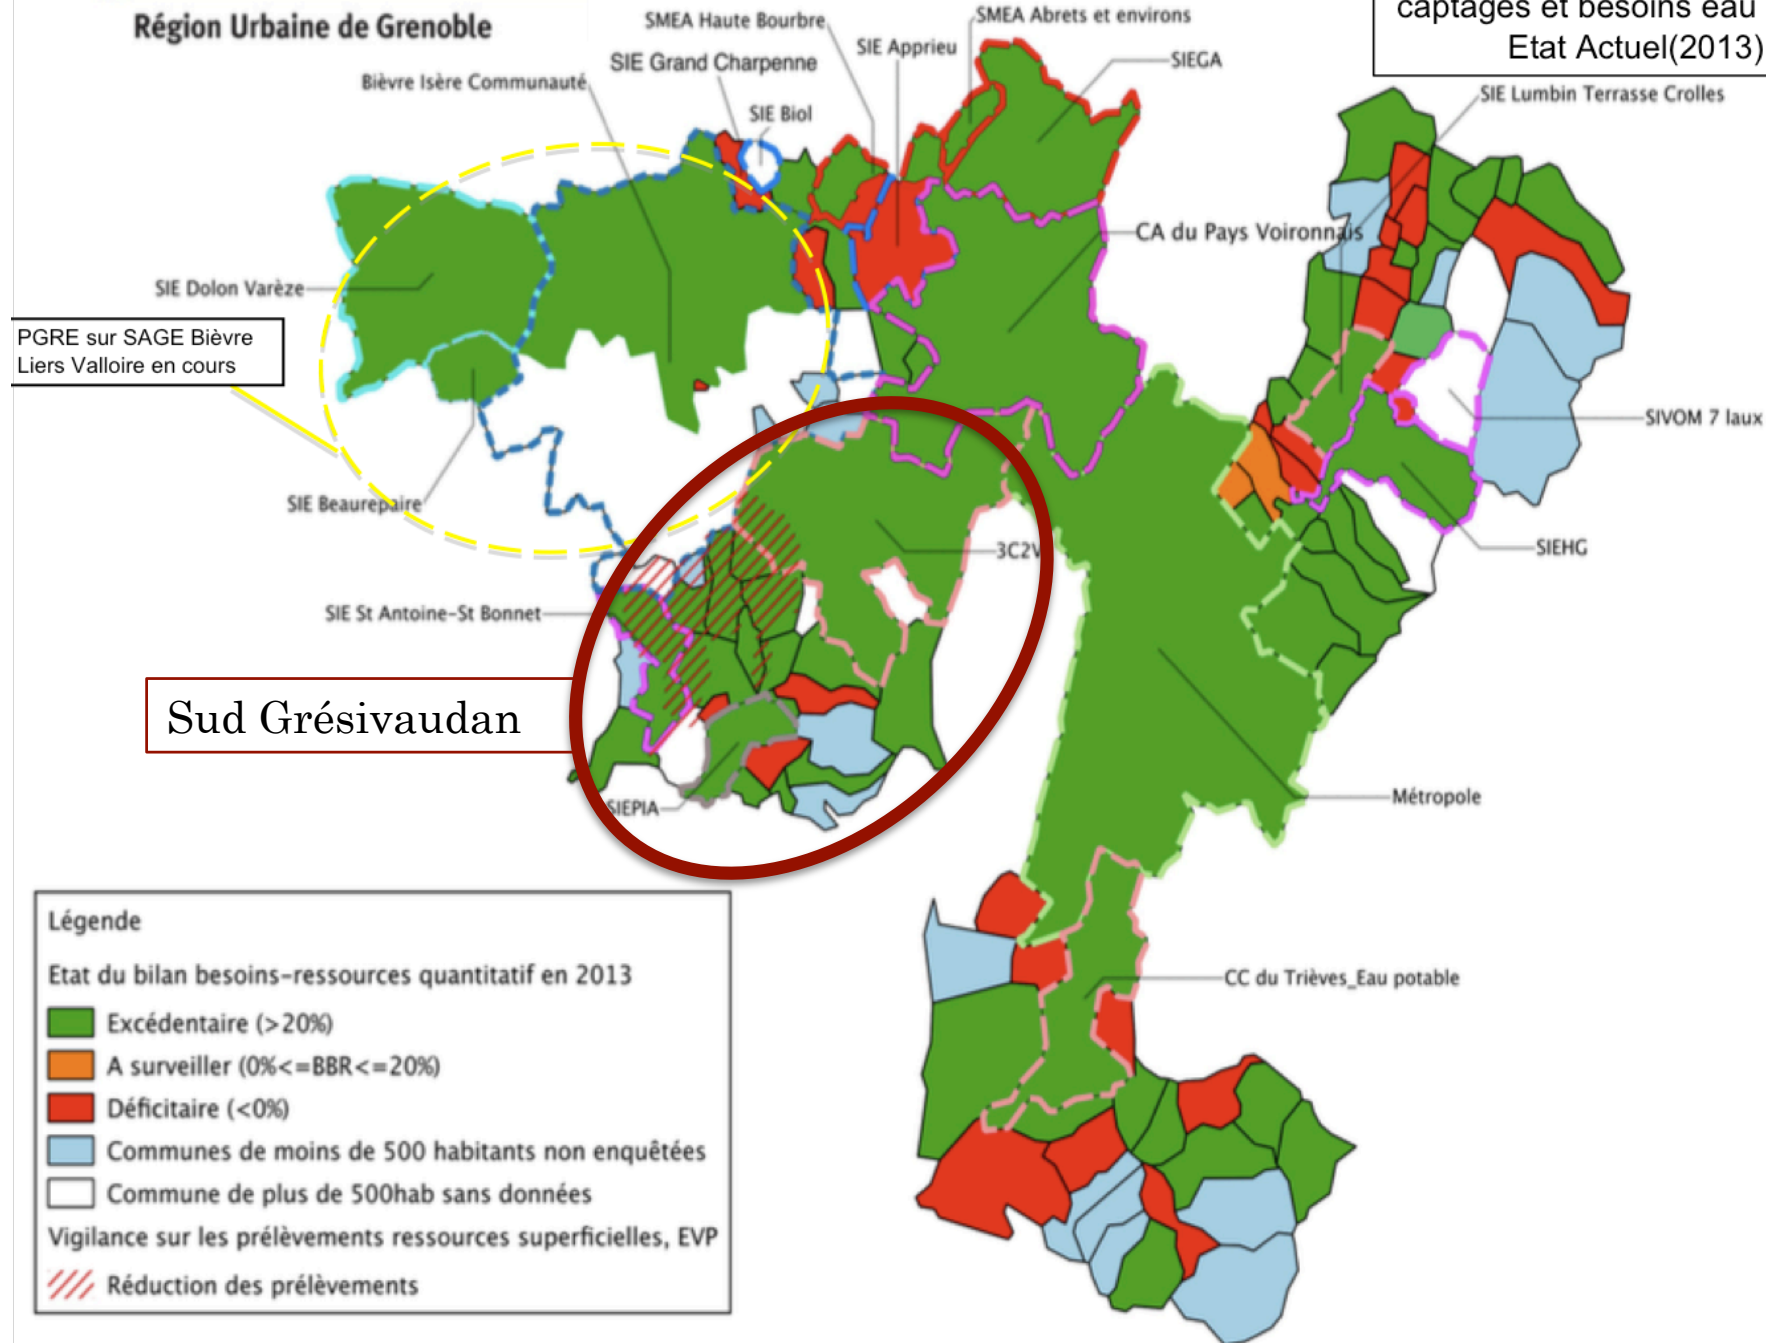 Région Urbaine de Grenoble
captages et besoins eau
Etat Actuel(2013)
SMEA Haute Bourbre
SMEA Abrets et environs
SIE Apprieu
SIEGA
SIE Grand Charpenne
Bièvre Isère Communauté
SIE Biol
SIE Lumbin Terrasse Crolles
CA du Pays Voironnais
SIE Dolon Varèze
PGRE sur SAGE Bièvre
Liers Valloire en cours
SIVOM 7 laux
SIE Beaurepaire
3C2V
SIEHG
SIE St Antoine-St Bonnet
Sud Grésivaudan
SIEPIA
Métropole
CC du Trièves_Eau potable
Légende
Etat du bilan besoins-ressources quantitatif en 2013
Excédentaire (>20%)
A surveiller (0%<=BBR<=20%)
Déficitaire (<0%)
Communes de moins de 500 habitants non enquêtées
Commune de plus de 500hab sans données
Vigilance sur les prélèvements ressources superficielles, EVP
Réduction des prélèvements